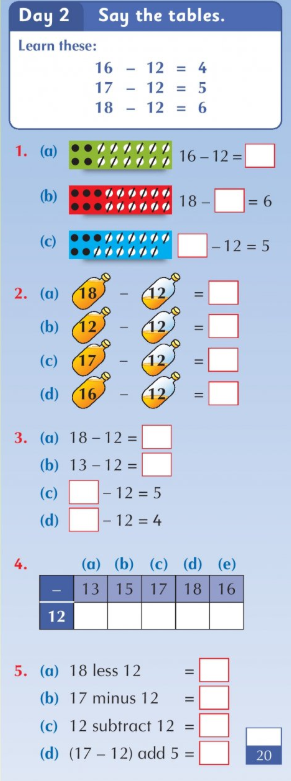 Day 2 Say the tables.
Learn these:
16 – 12 = 4
17 – 12 = 5
18 – 12 = 6
1. (a) 16 – 12 =
(b) 18 – = 6
(c) – 12 = 5
2. (a) 18 – 12 =
(b) 12 – 12 =
(c) 17 – 12 =
(d) 16 – 12 =
3. (a) 18 – 12 =
(b) 13 – 12 =
(c) – 12 = 5
(d) – 12 = 4
4. (a) (b) (c) (d) (e)
– 13 15 17 18 16
12
5. (a) 18 less 12 =
(b) 17 minus 12 =
(c) 12 subtract 12 =
(d) (17 – 12) add 5 =
20